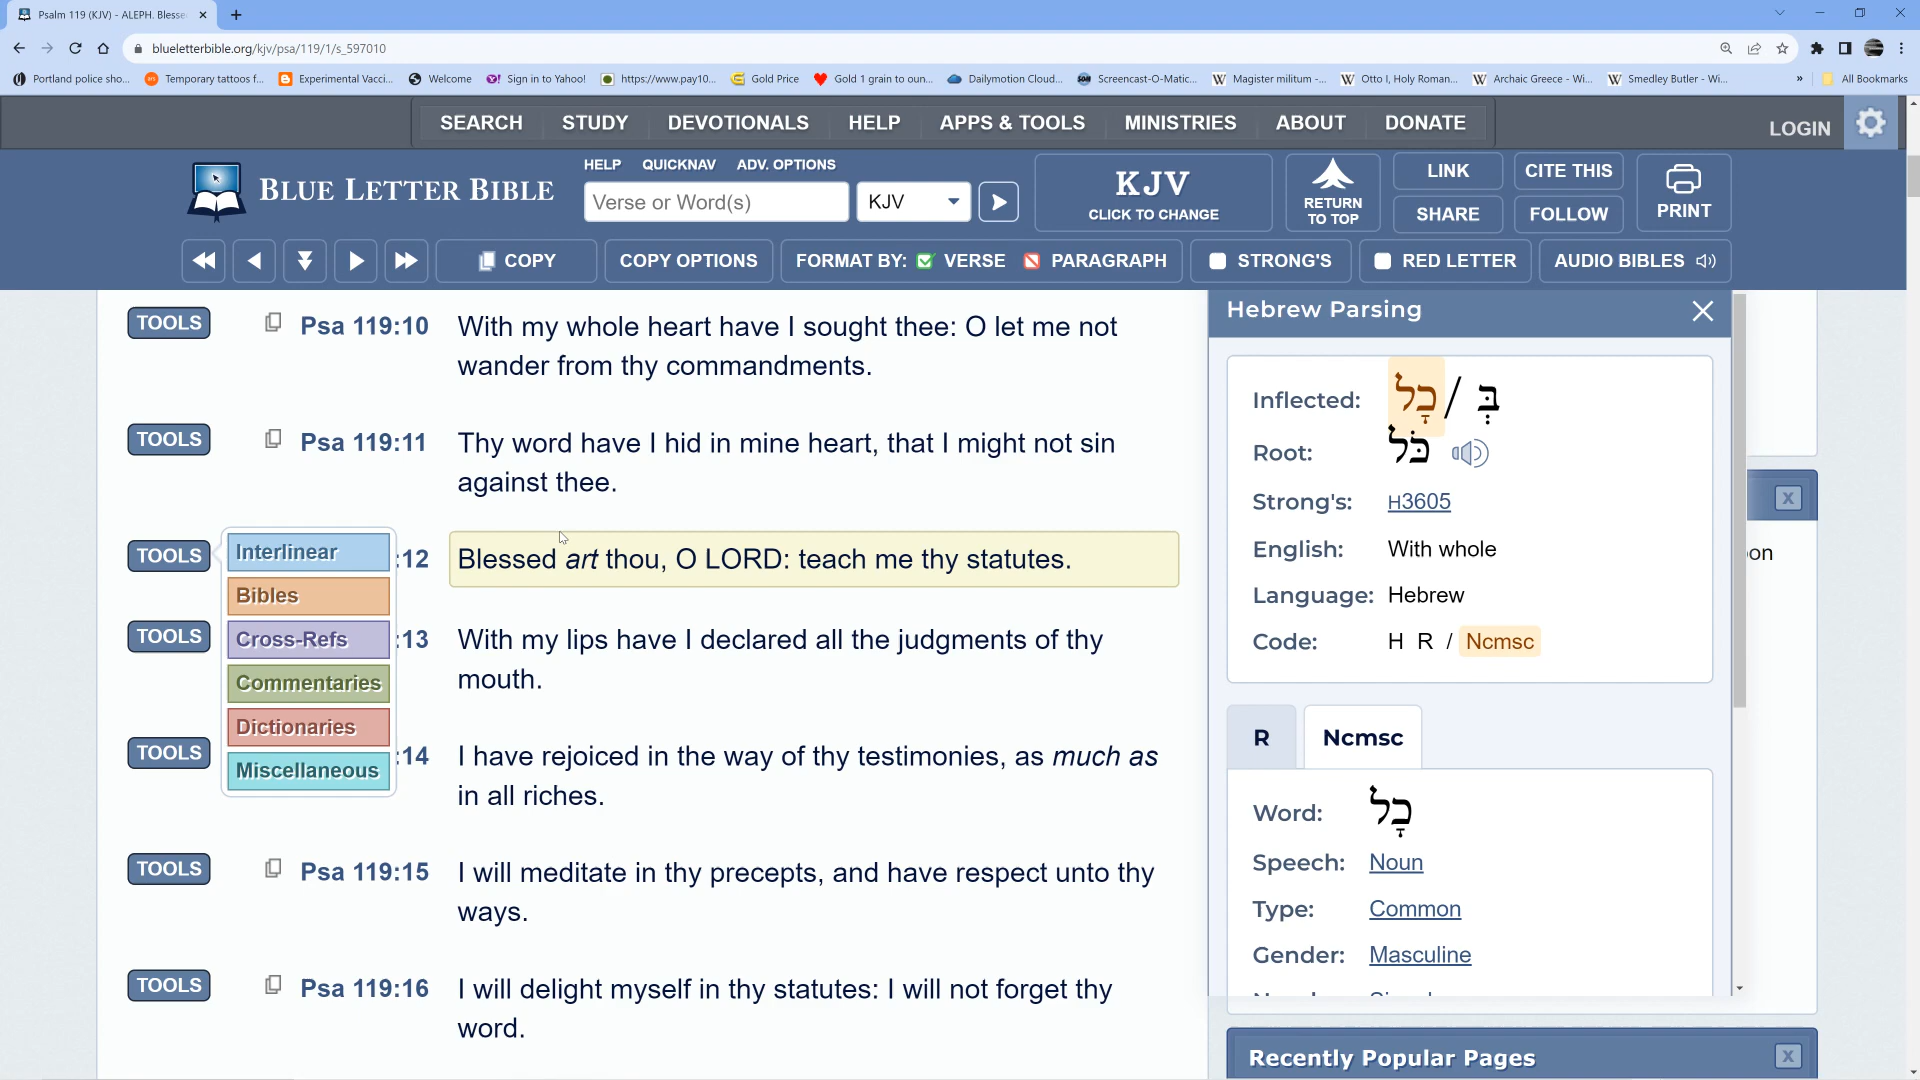 Psalm 119 (KJV) - ALEPH. Blesse
blueletterbible.org/kjv/psa/119/1/s_597010
Portland police sho... Temporary tattoos f... Experimental Vacci... Welcome Sign in to Yahoo! https://www.pay10... Gold Price Gold 1 grain to oun... Dailymotion Cloud... Screencast-O-Matic... Magister militum -... Otto I, Holy Roman... Archaic Greece - Wi... Smedley Butler - Wi... » All Bookmarks
SEARCH STUDY DEVOTIONALS HELP APPS & TOOLS MINISTRIES ABOUT DONATE LOGIN
HELP QUICKNAV ADV. OPTIONS
BLUE LETTER BIBLE
Verse or Word(s) KJV
KJV
CLICK TO CHANGE
RETURN
TO TOP
LINK CITE THIS
SHARE FOLLOW
PRINT
COPY COPY OPTIONS FORMAT BY: VERSE PARAGRAPH STRONG'S RED LETTER AUDIO BIBLES
TOOLS Psa 119:10 With my whole heart have I sought thee: O let me not
wander from thy commandments.
TOOLS Psa 119:11 Thy word have I hid in mine heart, that I might not sin
against thee.
TOOLS :12 Blessed art thou, O LORD: teach me thy statutes.
Interlinear
Bibles
Cross-Refs
Commentaries
Dictionaries
Miscellaneous
TOOLS :13 With my lips have I declared all the judgments of thy
mouth.
TOOLS :14 I have rejoiced in the way of thy testimonies, as much as
in all riches.
TOOLS Psa 119:15 I will meditate in thy precepts, and have respect unto thy
ways.
TOOLS Psa 119:16 I will delight myself in thy statutes: I will not forget thy
word.
Hebrew Parsing
Inflected: בְּ/כָל
Root: כֹּל
Strong's: H3605
English: With whole
Language: Hebrew
Code: H R / Ncmsc
R Ncmsc
Word: כָל
Speech: Noun
Type: Common
Gender: Masculine
x
on
Recently Popular Pages x